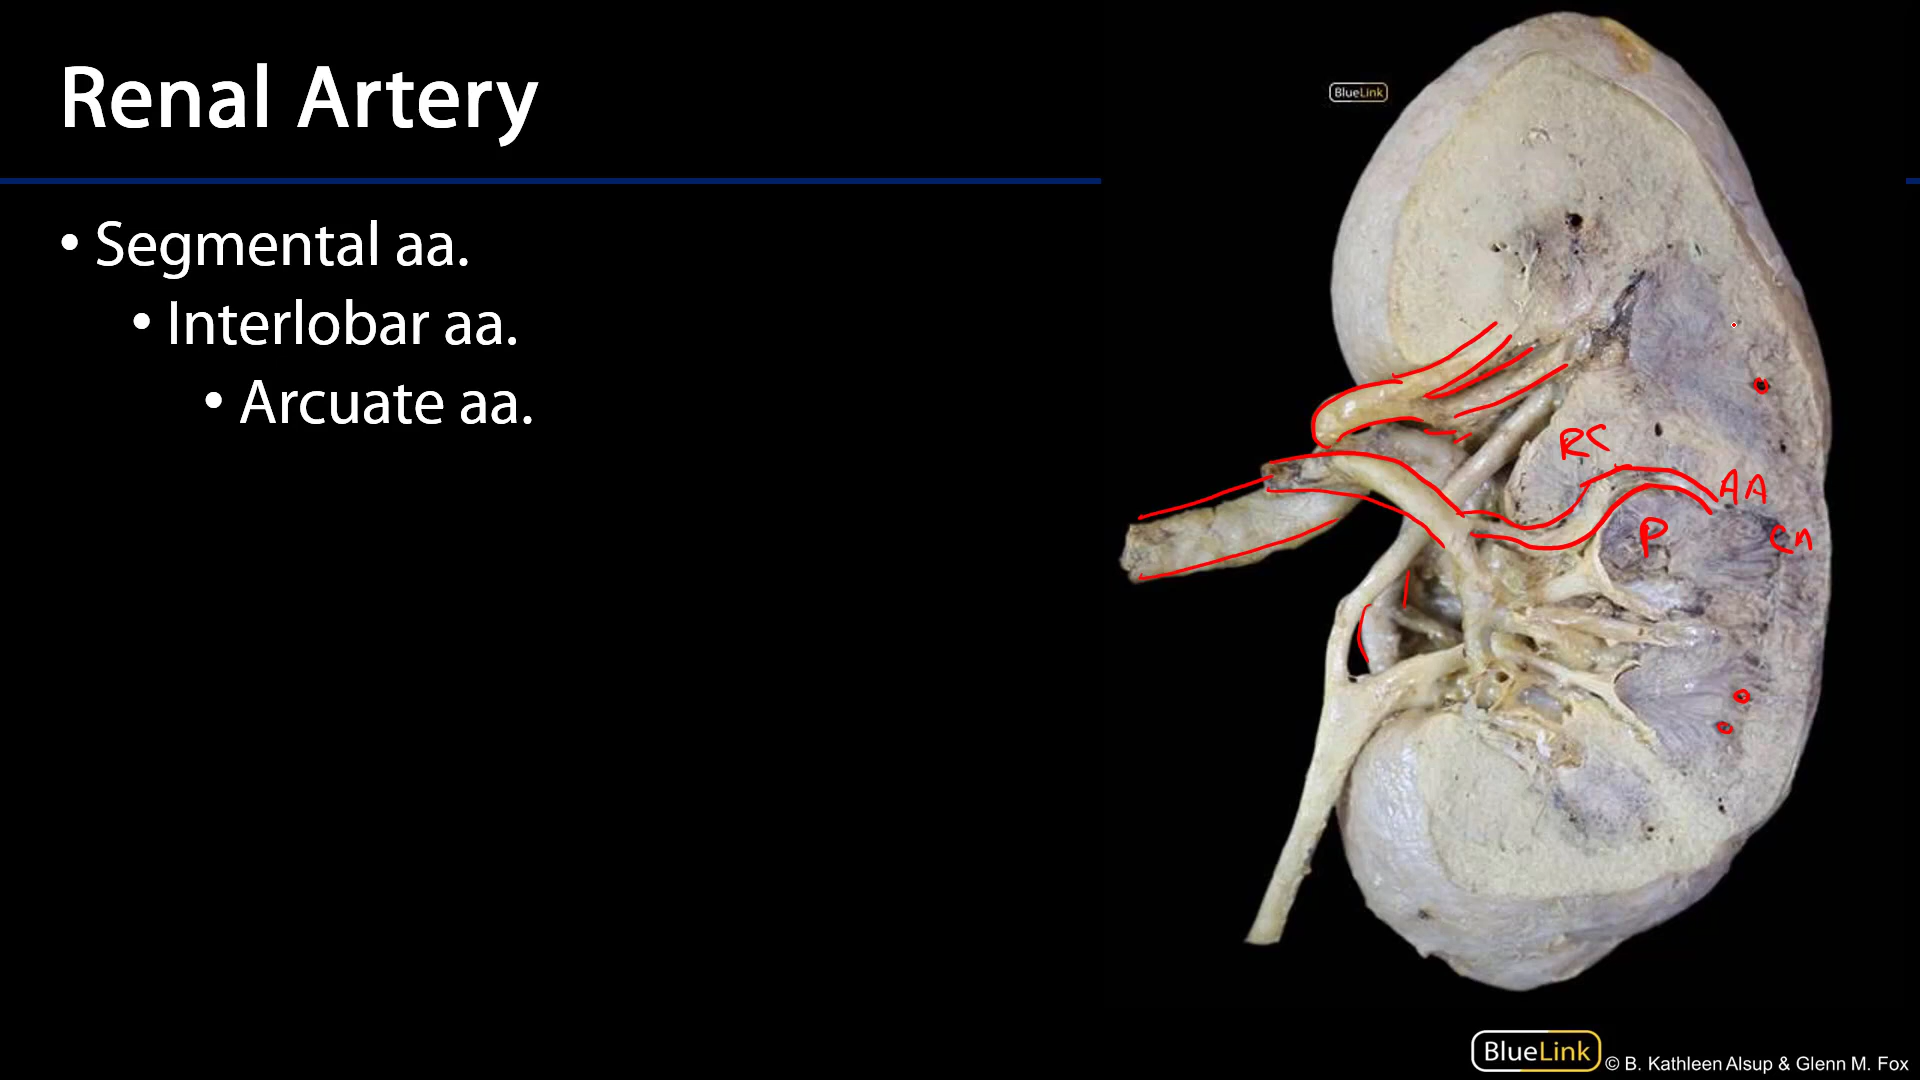 Renal Artery
BlueLink
• Segmental aa.
• Interlobar aa.
• Arcuate aa.
RC
AA
P
Cn
BlueLink © B. Kathleen Alsup & Glenn M. Fox